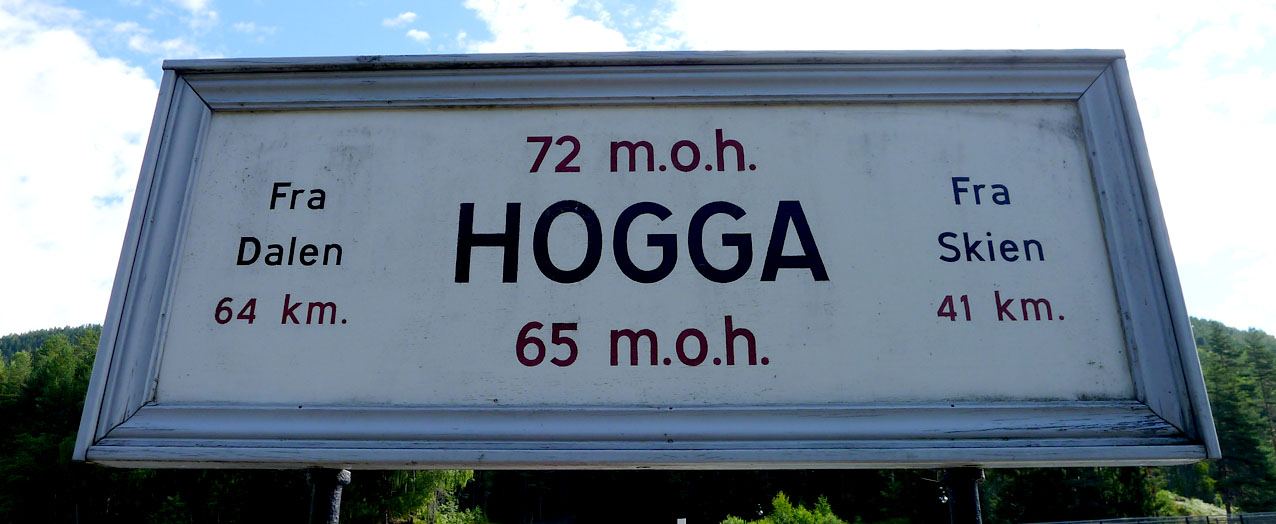 72 m.o.h.
Fra
Dalen
64 km.
HOGGA
Fra
Skien
41 km.
65 m.o.h.